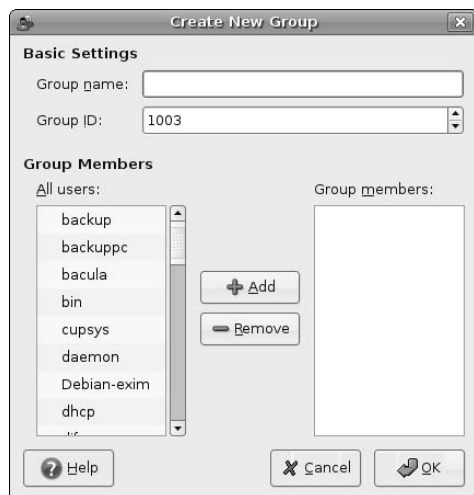 Create New Group
Basic Settings
Group name:
Group ID: 1003
Group Members
All users: Group members:
backup
backuppc
bacula
bin
cupsys
daemon
Debian-exim
dhcp
Add
Remove
Help Cancel OK